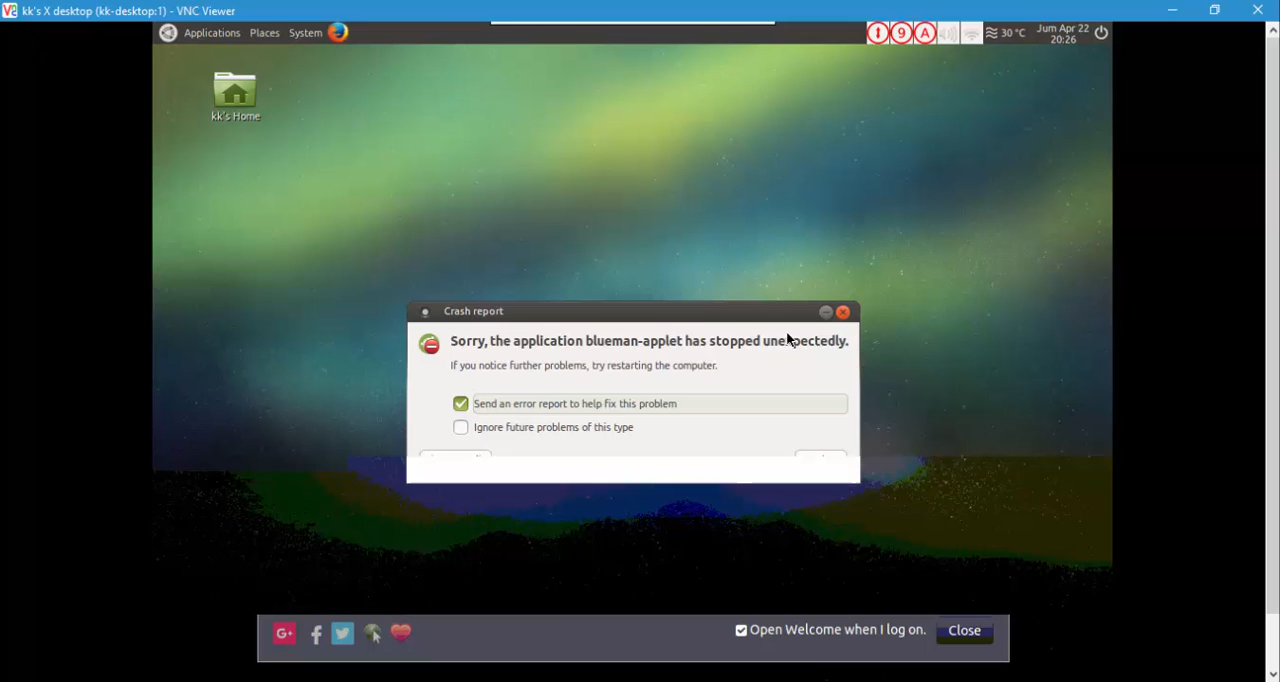 kk's X desktop (kk-desktop:1) - VNC Viewer
Applications Places System
30 °C
Jum Apr 22
20:26
kk's Home
Crash report
Sorry, the application blueman-applet has stopped unexpectedly.
If you notice further problems, try restarting the computer.
Send an error report to help fix this problem
Ignore future problems of this type
G+
Open Welcome when I log on.
Close